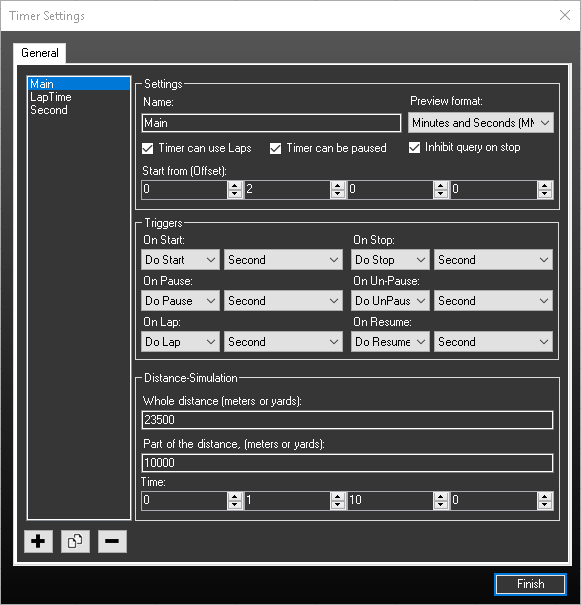 Timer Settings
General
Main
LapTime
Second
Settings
Name:
Preview format:
Main
Minutes and Seconds (MM
Timer can use Laps
Timer can be paused
Inhibit query on stop
Start from (Offset):
0 2 0 0
Triggers
On Start:
On Stop:
Do Start Second Do Stop Second
On Pause:
On Un-Pause:
Do Pause Second Do UnPaus Second
On Lap:
On Resume:
Do Lap Second Do Resume Second
Distance-Simulation
Whole distance (meters or yards):
23500
Part of the distance, (meters or yards):
10000
Time:
0 1 10 0
Finish